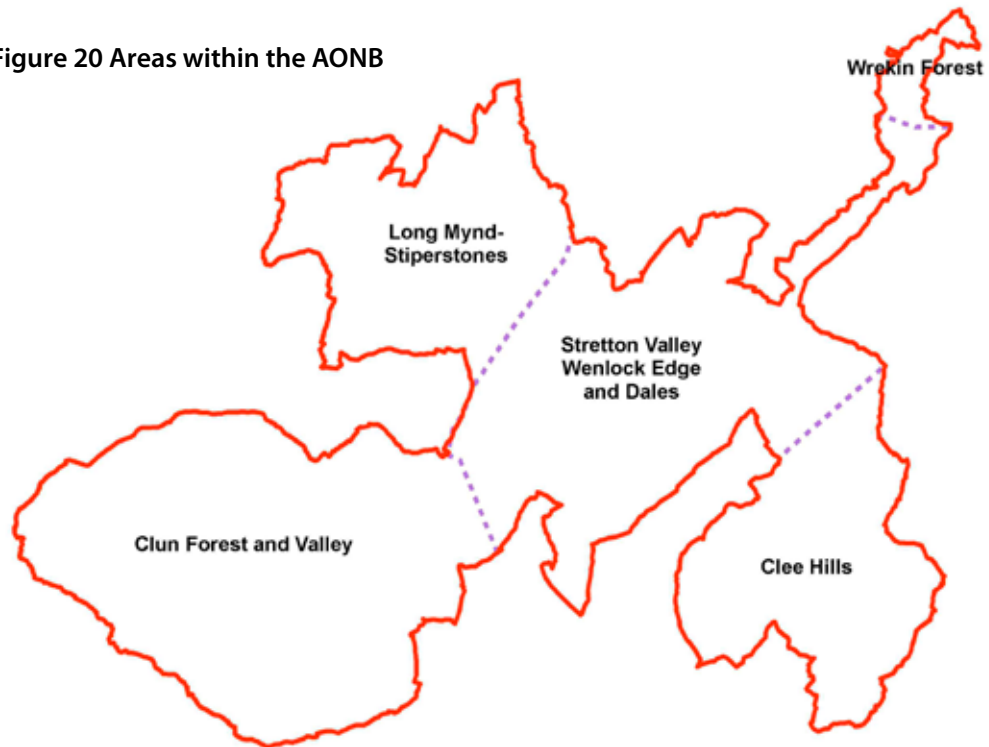 Figure 20 Areas within the AONB
Wrekin Forest
Long Mynd-
Stiperstones
Stretton Valley
Wenlock Edge
and Dales
Clun Forest and Valley
Clee Hills